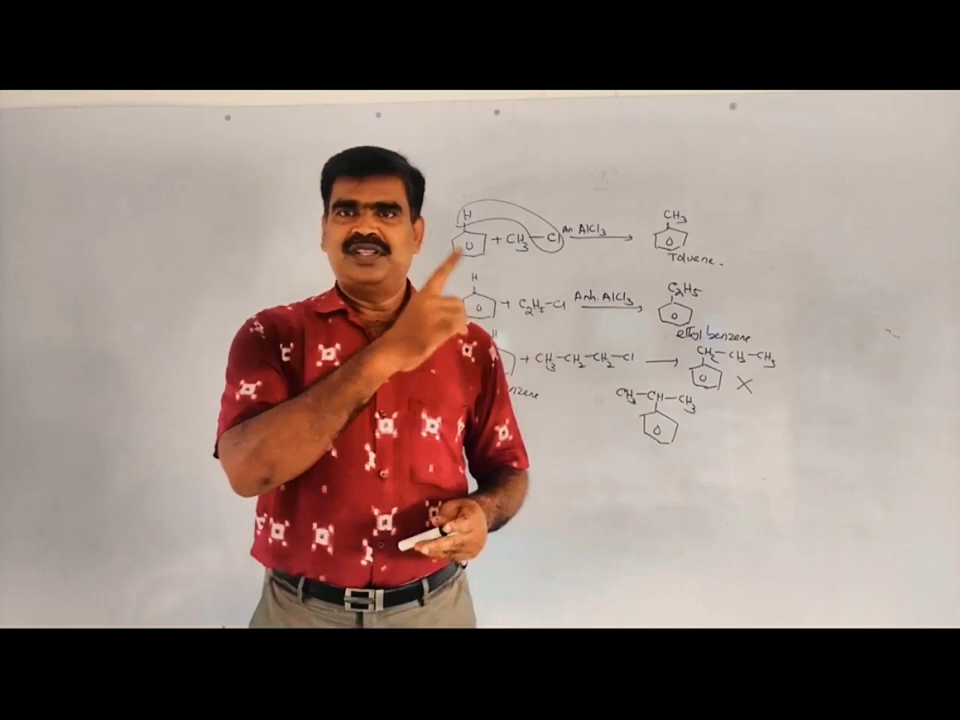 H
+ CH3 – Cl An AlCl3 → CH3
Toluene.
H
+ C2H5–Cl Anh. AlCl3 → C2H5
ethyl benzene
H
+ CH3–CH2–CH2–Cl → CH2–CH2–CH3
X
CH3–CH–CH3